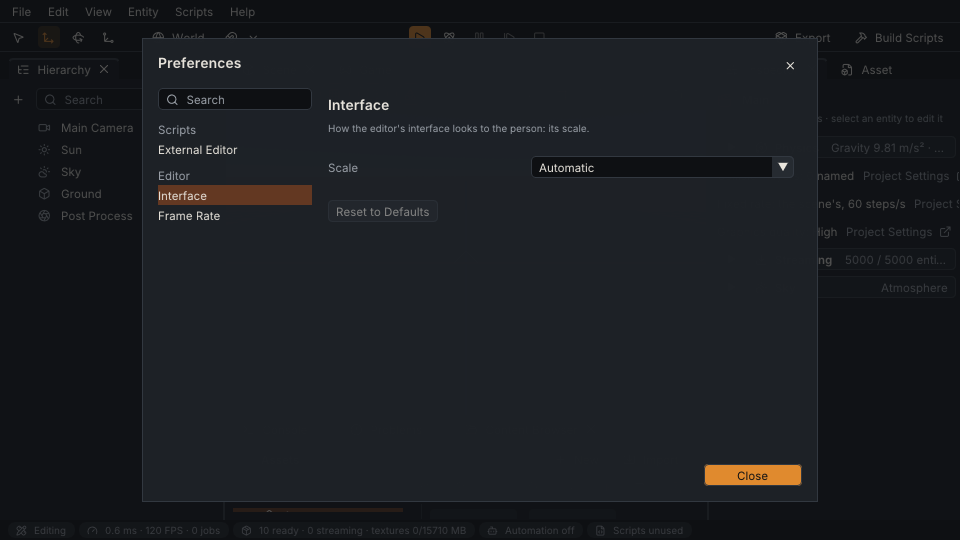 File Edit View Entity Scripts Help
World
Export Build Scripts
Hierarchy
Asset
Search
Main Camera
Sun
Sky
Ground
Post Process
Preferences
Search
Scripts
External Editor
Editor
Interface
Frame Rate
Interface
How the editor's interface looks to the person: its scale.
Scale Automatic
Reset to Defaults
Close
· select an entity to edit it
Gravity 9.81 m/s² · ...
named Project Settings
ne's, 60 steps/s Project S
High Project Settings
ng 5000 / 5000 enti...
Atmosphere
Editing 0.6 ms · 120 FPS · 0 jobs 10 ready · 0 streaming · textures 0/15710 MB Automation off Scripts unused